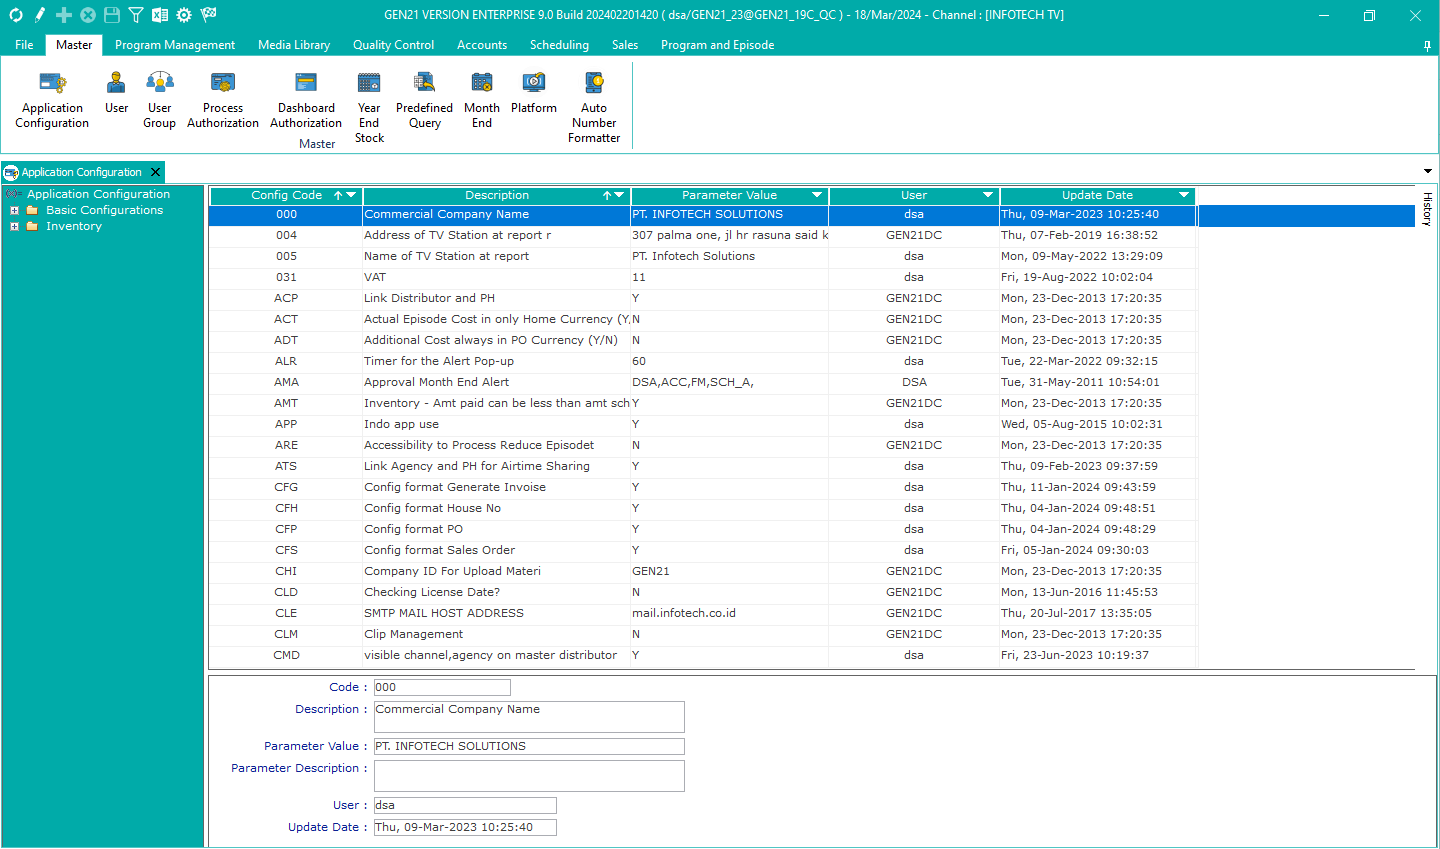 GEN21 VERSION ENTERPRISE 9.0 Build 202402201420 ( dsa/GEN21_23@GEN21_19C_QC ) - 18/Mar/2024 - Channel : [INFOTECH TV]
File Master Program Management Media Library Quality Control Accounts Scheduling Sales Program and Episode
Application Configuration
User
User Group
Process Authorization
Dashboard Authorization
Year End Stock
Predefined Query
Month End
Platform
Auto Number Formatter
Master
Application Configuration
Application Configuration
Basic Configurations
Inventory
Config Code Description Parameter Value User Update Date
000 Commercial Company Name PT. INFOTECH SOLUTIONS dsa Thu, 09-Mar-2023 10:25:40
004 Address of TV Station at report r 307 palma one, jl hr rasuna said k GEN21DC Thu, 07-Feb-2019 16:38:52
005 Name of TV Station at report PT. Infotech Solutions dsa Mon, 09-May-2022 13:29:09
031 VAT 11 dsa Fri, 19-Aug-2022 10:02:04
ACP Link Distributor and PH Y GEN21DC Mon, 23-Dec-2013 17:20:35
ACT Actual Episode Cost in only Home Currency (Y, N GEN21DC Mon, 23-Dec-2013 17:20:35
ADT Additional Cost always in PO Currency (Y/N) N GEN21DC Mon, 23-Dec-2013 17:20:35
ALR Timer for the Alert Pop-up 60 dsa Tue, 22-Mar-2022 09:32:15
AMA Approval Month End Alert DSA,ACC,FM,SCH_A, DSA Tue, 31-May-2011 10:54:01
AMT Inventory - Amt paid can be less than amt sch Y GEN21DC Mon, 23-Dec-2013 17:20:35
APP Indo app use Y dsa Wed, 05-Aug-2015 10:02:31
ARE Accessibility to Process Reduce Episodet N GEN21DC Mon, 23-Dec-2013 17:20:35
ATS Link Agency and PH for Airtime Sharing Y dsa Thu, 09-Feb-2023 09:37:59
CFG Config format Generate Invoise Y dsa Thu, 11-Jan-2024 09:43:59
CFH Config format House No Y dsa Thu, 04-Jan-2024 09:48:51
CFP Config format PO Y dsa Thu, 04-Jan-2024 09:48:29
CFS Config format Sales Order Y dsa Fri, 05-Jan-2024 09:30:03
CHI Company ID For Upload Materi GEN21 GEN21DC Mon, 23-Dec-2013 17:20:35
CLD Checking License Date? N GEN21DC Mon, 13-Jun-2016 11:45:53
CLE SMTP MAIL HOST ADDRESS mail.infotech.co.id GEN21DC Thu, 20-Jul-2017 13:35:05
CLM Clip Management N GEN21DC Mon, 23-Dec-2013 17:20:35
CMD visible channel,agency on master distributor Y dsa Fri, 23-Jun-2023 10:19:37
History
Code : 000
Description : Commercial Company Name
Parameter Value : PT. INFOTECH SOLUTIONS
Parameter Description :
User : dsa
Update Date : Thu, 09-Mar-2023 10:25:40